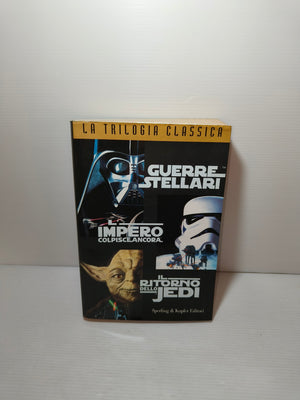 LA TRILOGIA CLASSICA
GUERRE
STELLARI
L'IMPERO
COLPISCE ANCORA
IL
RITORNO
DELLO
JEDI
Sperling & Kupfer Editori